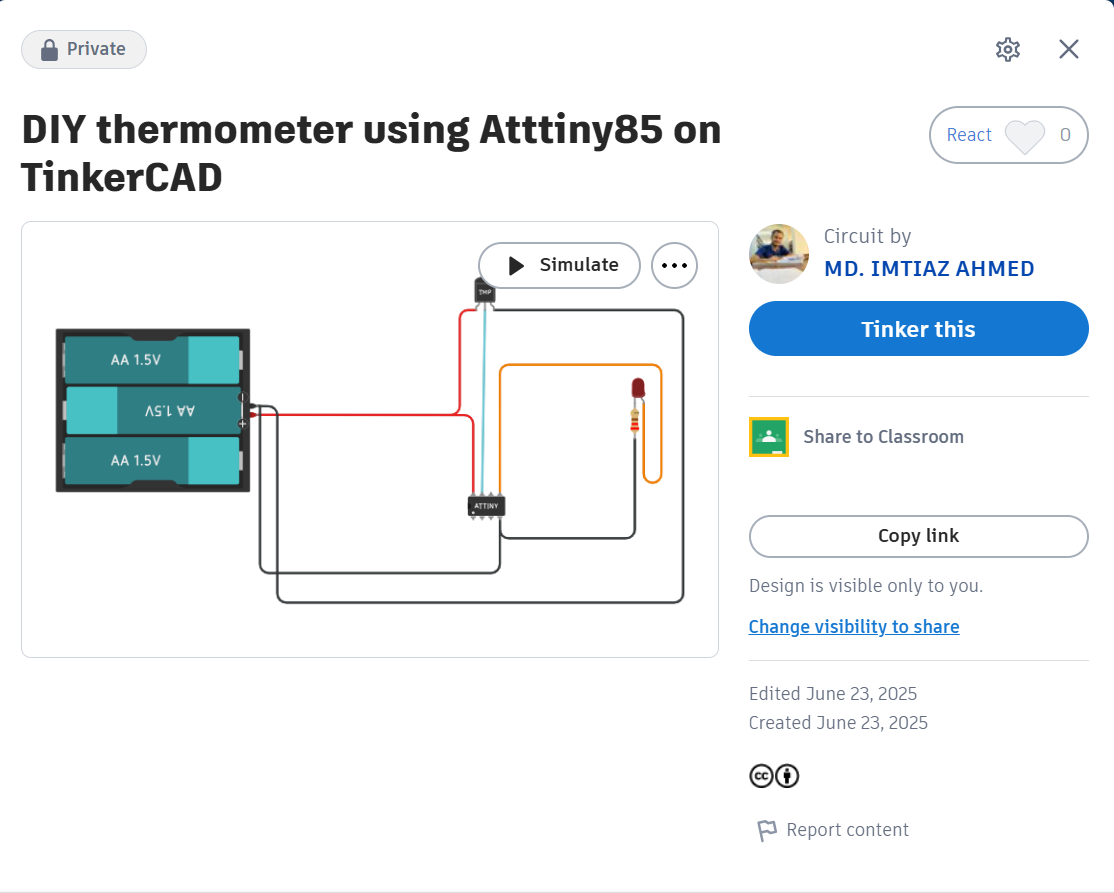 Private
DIY thermometer using Atttiny85 on
TinkerCAD
React 0
Simulate
TMP
AA 1.5V
AA 1.5V
AA 1.5V
ATTINY
Circuit by
MD. IMTIAZ AHMED
Tinker this
Share to Classroom
Copy link
Design is visible only to you.
Change visibility to share
Edited June 23, 2025
Created June 23, 2025
cc
Report content